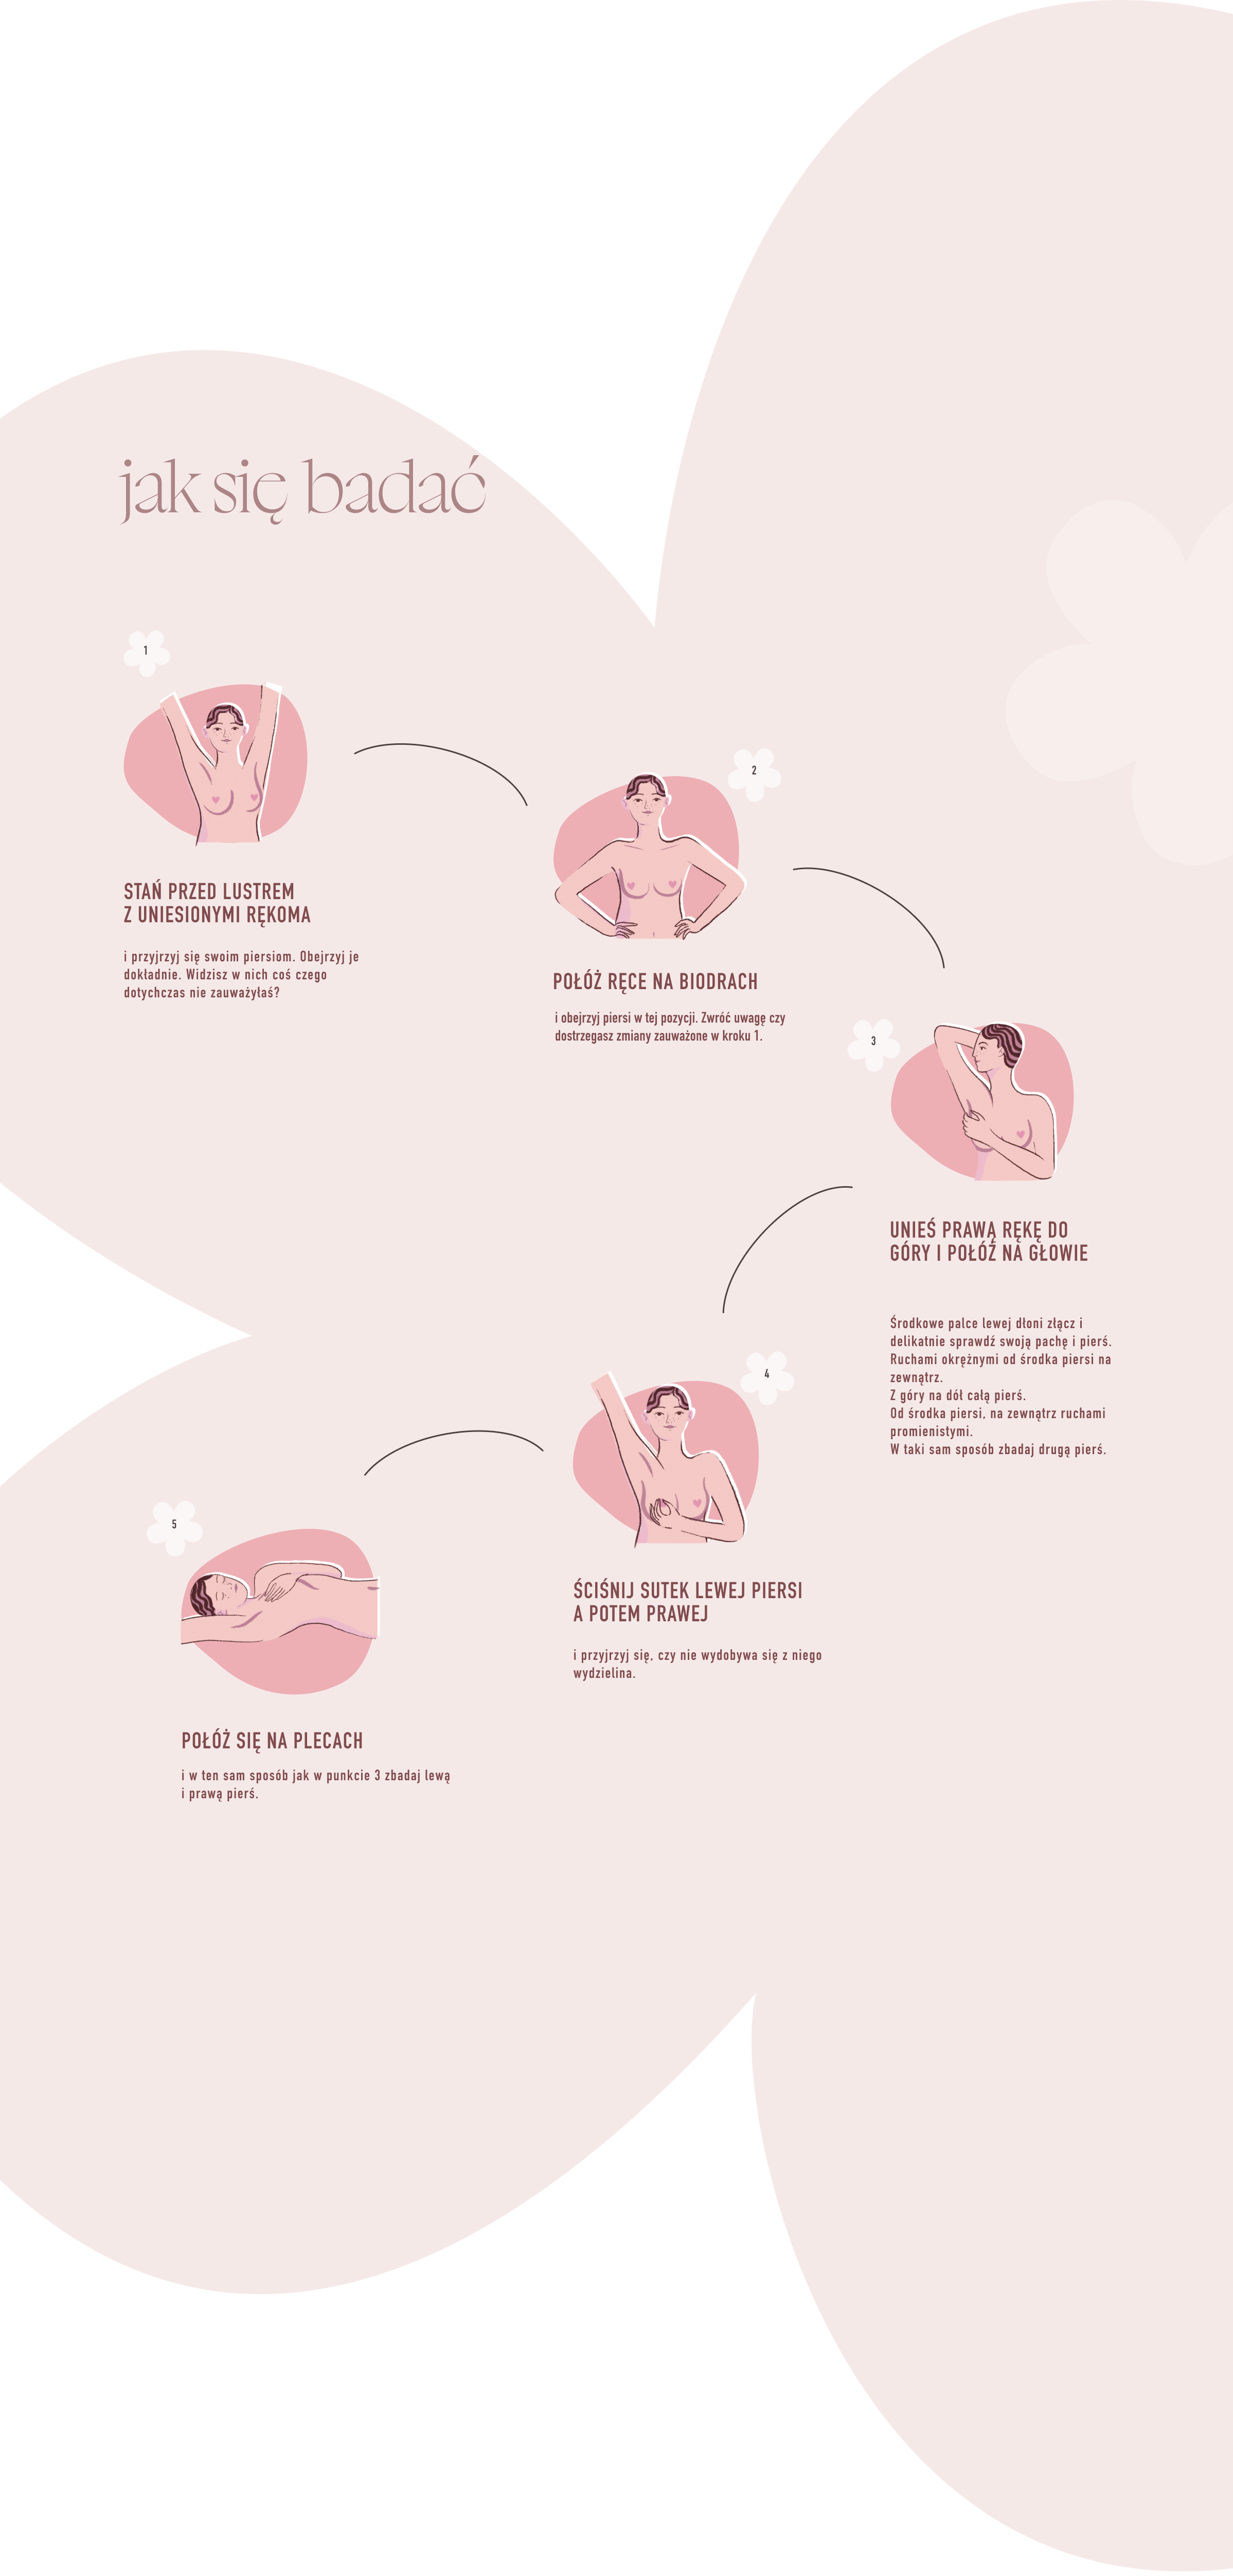 jak się badać
1
STAŃ PRZED LUSTREM
Z UNIESIONYMI RĘKOMA
i przyjrzyj się swoim piersiom. Obejrzyj je
dokładnie. Widzisz w nich coś czego
dotychczas nie zauważyłaś?
2
POŁÓŻ RĘCE NA BIODRACH
i obejrzyj piersi w tej pozycji. Zwróć uwagę czy
dostrzegasz zmiany zauważone w kroku 1.
3
UNIEŚ PRAWĄ RĘKĘ DO
GÓRY I POŁÓŻ NA GŁOWIE
Środkowe palce lewej dłoni złącz i
delikatnie sprawdź swoją pachę i pierś.
Ruchami okrężnymi od środka piersi na
zewnątrz.
Z góry na dół całą pierś.
Od środka piersi, na zewnątrz ruchami
promienistymi.
W taki sam sposób zbadaj drugą pierś.
4
ŚCIŚNIJ SUTEK LEWEJ PIERSI
A POTEM PRAWEJ
i przyjrzyj się, czy nie wydobywa się z niego
wydzielina.
5
POŁÓŻ SIĘ NA PLECACH
i w ten sam sposób jak w punkcie 3 zbadaj lewą
i prawą pierś.